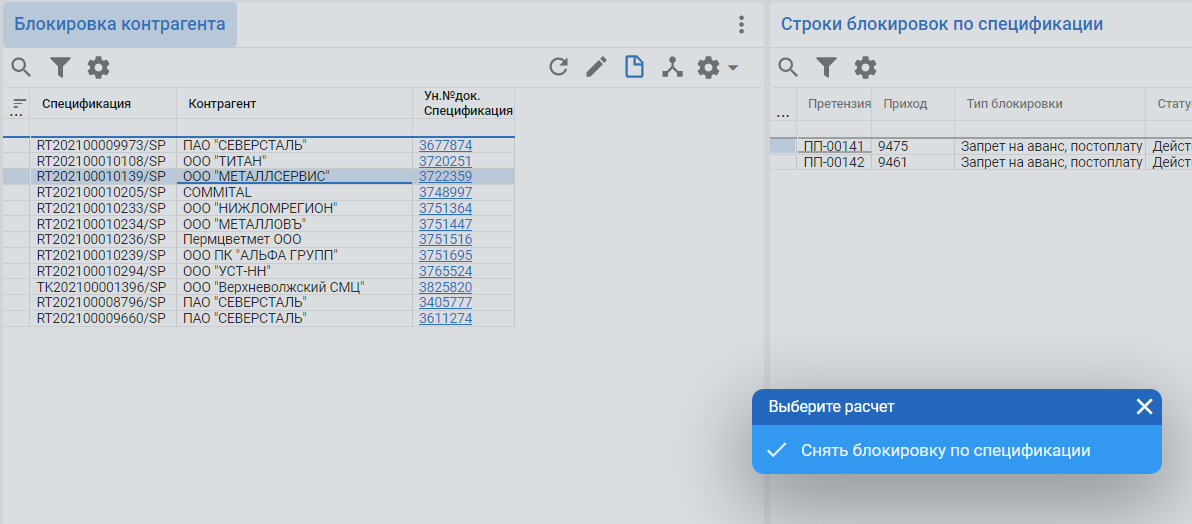 Блокировка контрагента
Спецификация Контрагент Ун.№док. Спецификация
RT202100009973/SP ПАО "СЕВЕРСТАЛЬ" 3677874
RT202100010108/SP ООО "ТИТАН" 3720251
RT202100010139/SP ООО "МЕТАЛЛСЕРВИС" 3722359
RT202100010205/SP COMMITAL 3748997
RT202100010233/SP ООО "НИЖЛОМРЕГИОН" 3751364
RT202100010234/SP ООО "МЕТАЛЛОВЪ" 3751447
RT202100010236/SP Пермцветмет ООО 3751516
RT202100010239/SP ООО ПК "АЛЬФА ГРУПП" 3751695
RT202100010294/SP ООО "УСТ-НН" 3765524
TK202100001396/SP ООО "Верхневолжский СМЦ" 3825820
RT202100008796/SP ПАО "СЕВЕРСТАЛЬ" 3405777
RT202100009660/SP ПАО "СЕВЕРСТАЛЬ" 3611274
Строки блокировок по спецификации
Претензия Приход Тип блокировки Стату
ПП-00141 9475 Запрет на аванс, постоплату Дейст
ПП-00142 9461 Запрет на аванс, постоплату Дейст
Выберите расчет
Снять блокировку по спецификации